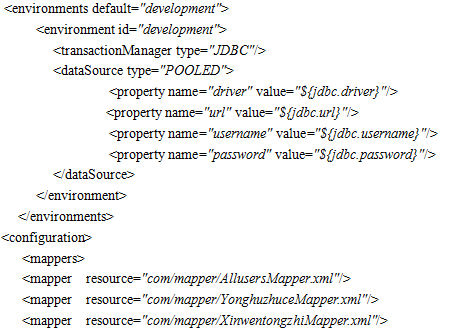 <environments default="development">
<environment id="development">
<transactionManager type="JDBC"/>
<dataSource type="POOLED">
<property name="driver" value="${jdbc.driver}"/>
<property name="url" value="${jdbc.url}"/>
<property name="username" value="${jdbc.username}"/>
<property name="password" value="${jdbc.password}"/>
</dataSource>
</environment>
</environments>
<configuration>
<mappers>
<mapper resource="com/mapper/AllusersMapper.xml"/>
<mapper resource="com/mapper/YonghuzhuceMapper.xml"/>
<mapper resource="com/mapper/XinwentongzhiMapper.xml"/>